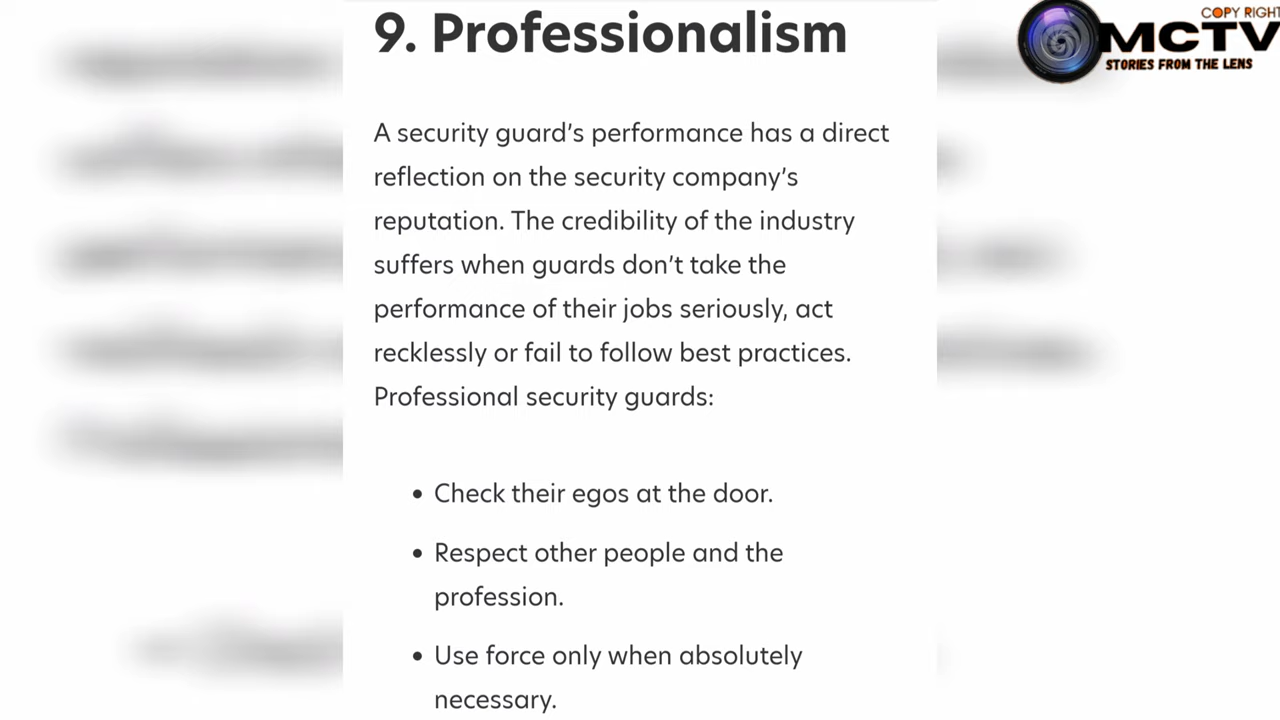 9. Professionalism
COPY RIGHT
MCTV
STORIES FROM THE LENS
A security guard’s performance has a direct
reflection on the security company’s
reputation. The credibility of the industry
suffers when guards don’t take the
performance of their jobs seriously, act
recklessly or fail to follow best practices.
Professional security guards:
• Check their egos at the door.
• Respect other people and the
profession.
• Use force only when absolutely
necessary.